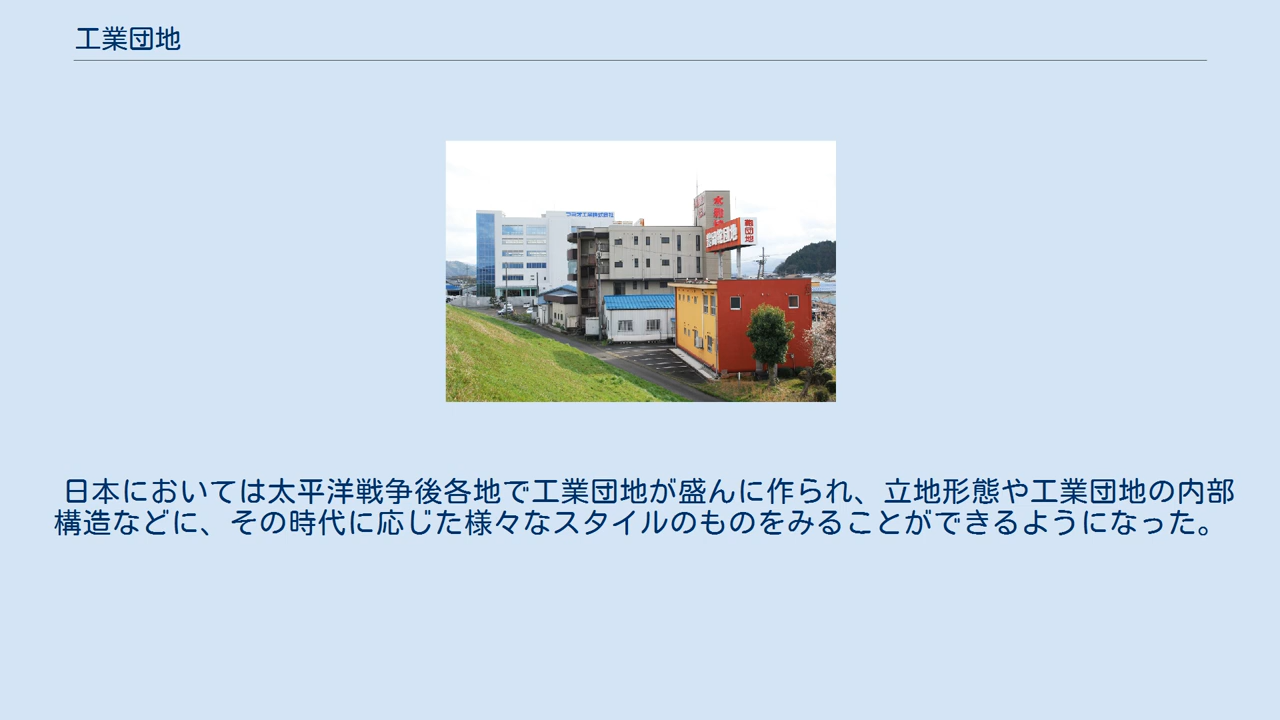 工業団地
団地
日本においては太平洋戦争後各地で工業団地が盛んに作られ、立地形態や工業団地の内部
構造などに、その時代に応じた様々なスタイルのものをみることができるようになった。